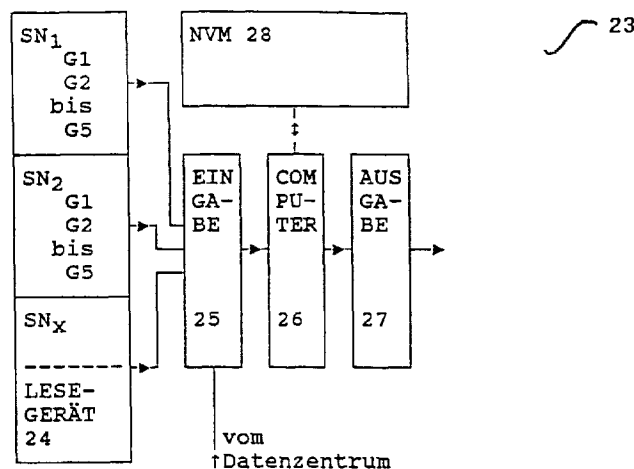 SN1
G1
G2
bis
G5
NVM 28
23
SN2
G1
G2
bis
G5
EIN
GA-
BE
25
COM
PU-
TER
26
AUS
GA-
BE
27
SNX
LESE-
GERÄT
24
vom
↑Datenzentrum